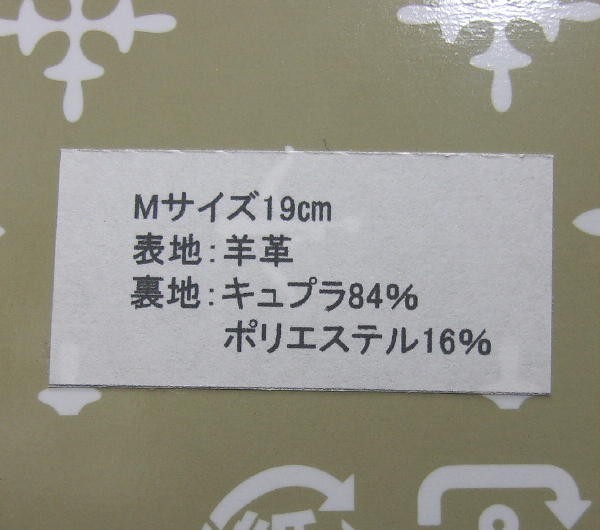 Mサイズ19㎝
表地：羊革
裏地：キュプラ84%
ポリエステル16%
紙